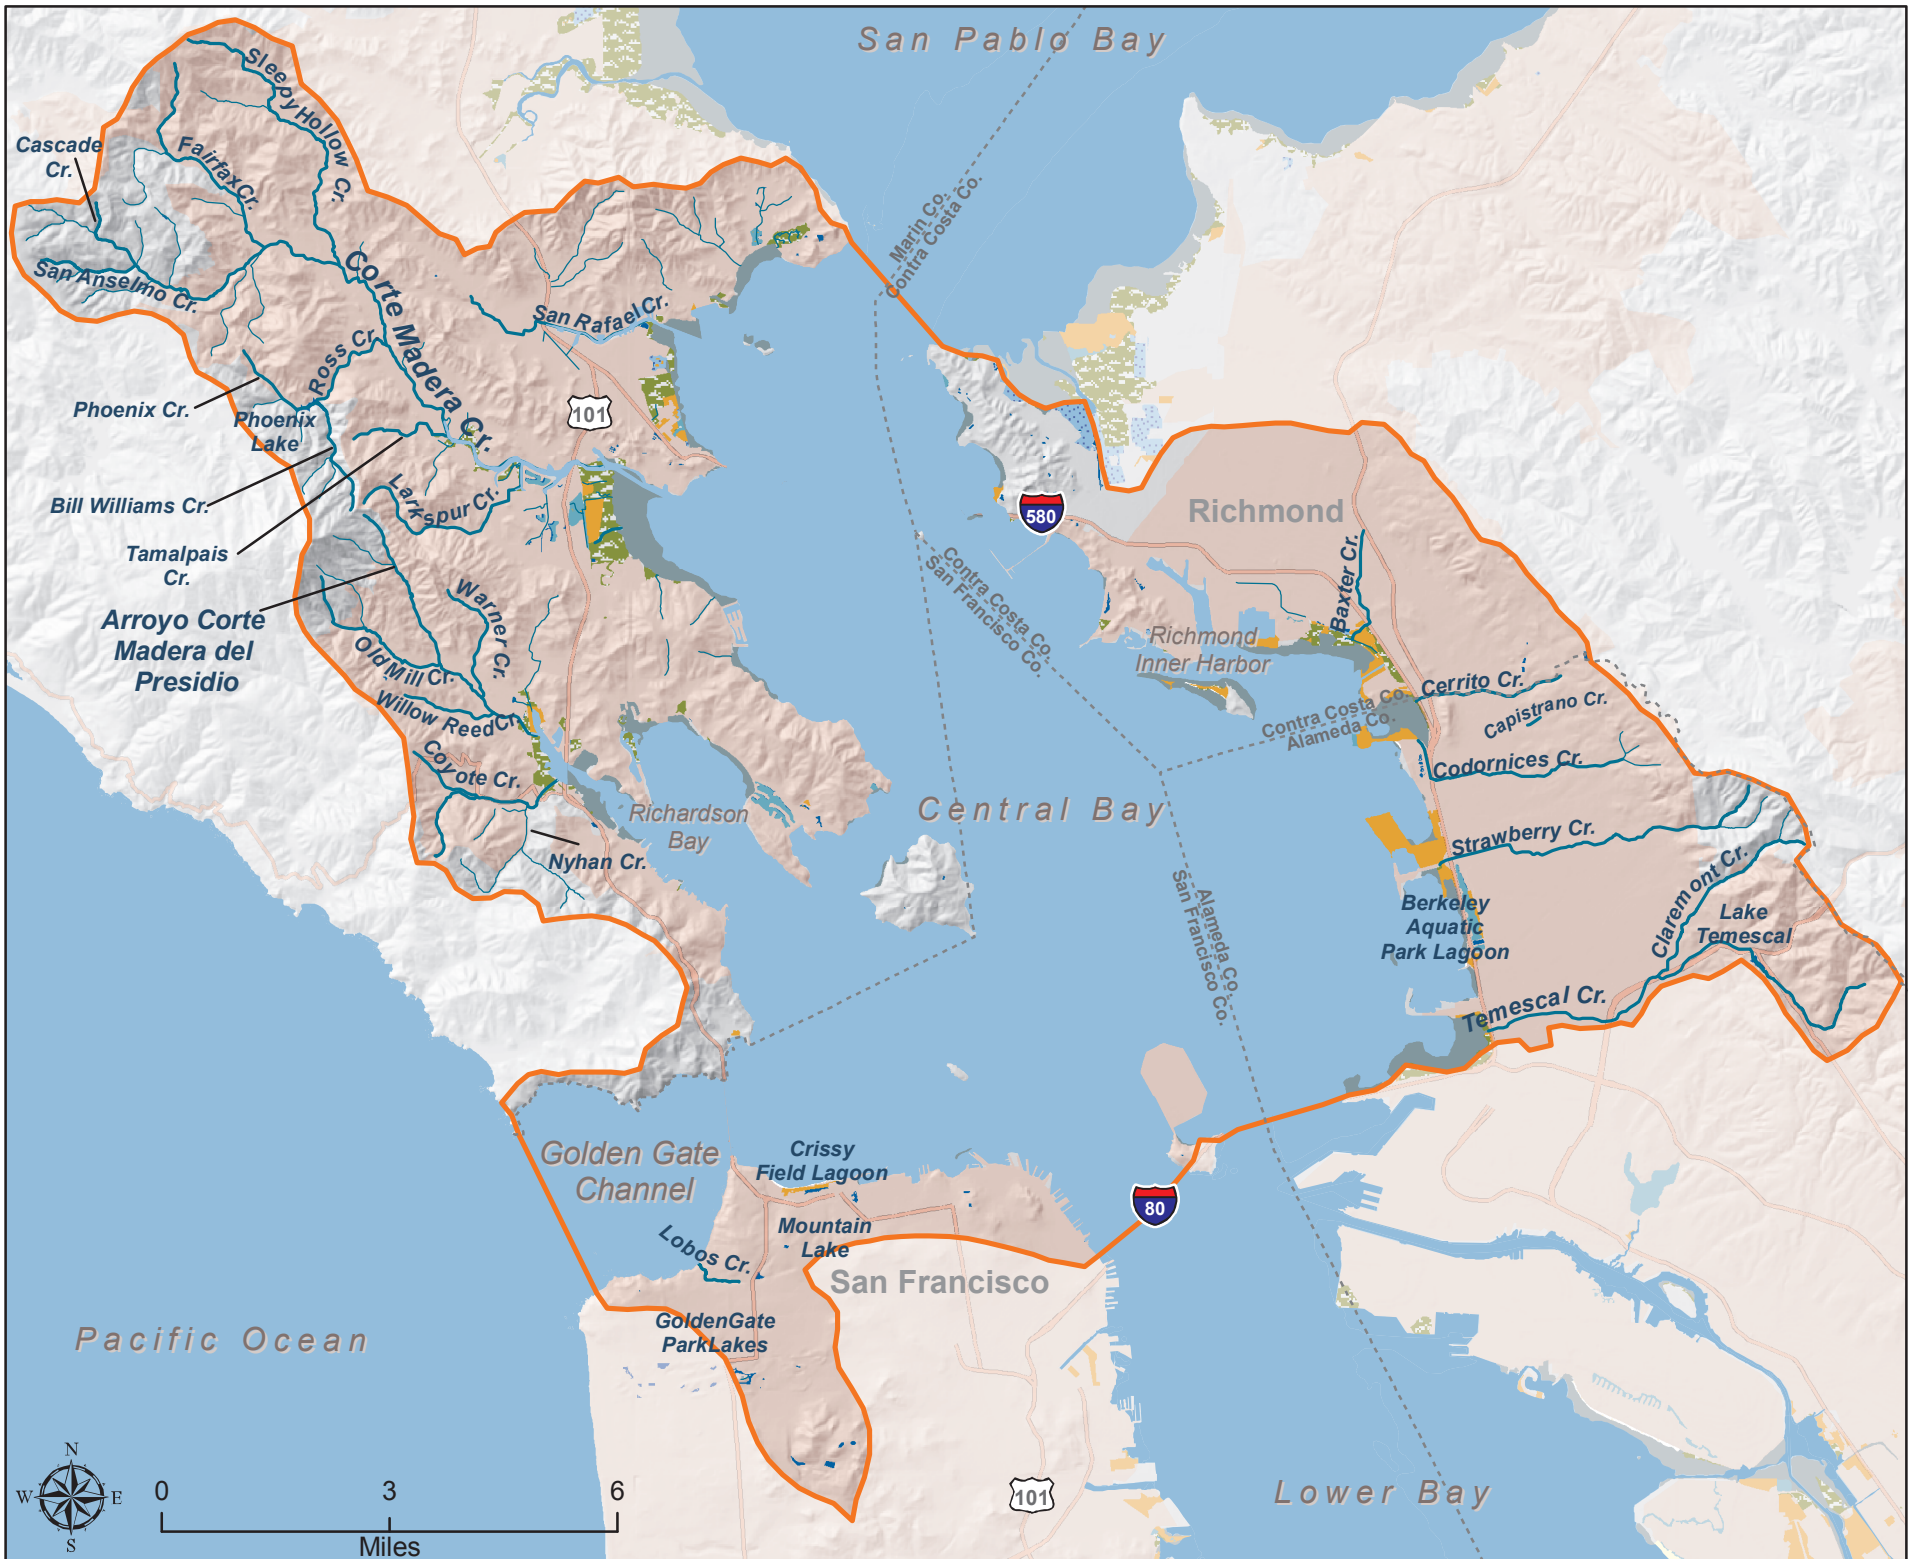 San Pablo Bay
Sleepy Hollow Cr.
Cascade
Cr.
Fairfax Cr.
Marin Co.
Contra Costa Co.
San Anselmo Cr.
Corte Madera Cr.
San Rafael Cr.
Ross Cr.
Phoenix Cr.
Phoenix
Lake
101
Bill Williams Cr.
Larkspur Cr.
580
Richmond
Tamalpais
Cr.
Contra Costa Co.
San Francisco Co.
Baxter Cr.
Arroyo Corte
Madera del
Presidio
Warner Cr.
Richmond
Inner Harbor
Old Mill Cr.
Cerrito Cr.
Willow Reed Cr.
Capistrano Cr.
Contra Costa Co.
Alameda Co.
Coyote Cr.
Codornices Cr.
Richardson
Bay
Central Bay
Strawberry Cr.
Nyhan Cr.
Claremont Cr.
Berkeley
Aquatic
Park Lagoon
Lake
Temescal
Alameda Co.
San Francisco Co.
Temescal Cr.
Golden Gate
Channel
Crissy
Field Lagoon
80
Mountain
Lake
Lobos Cr.
San Francisco
GoldenGate
ParkLakes
Pacific Ocean
N
W
E
S
0
3
6
Miles
101
Lower Bay